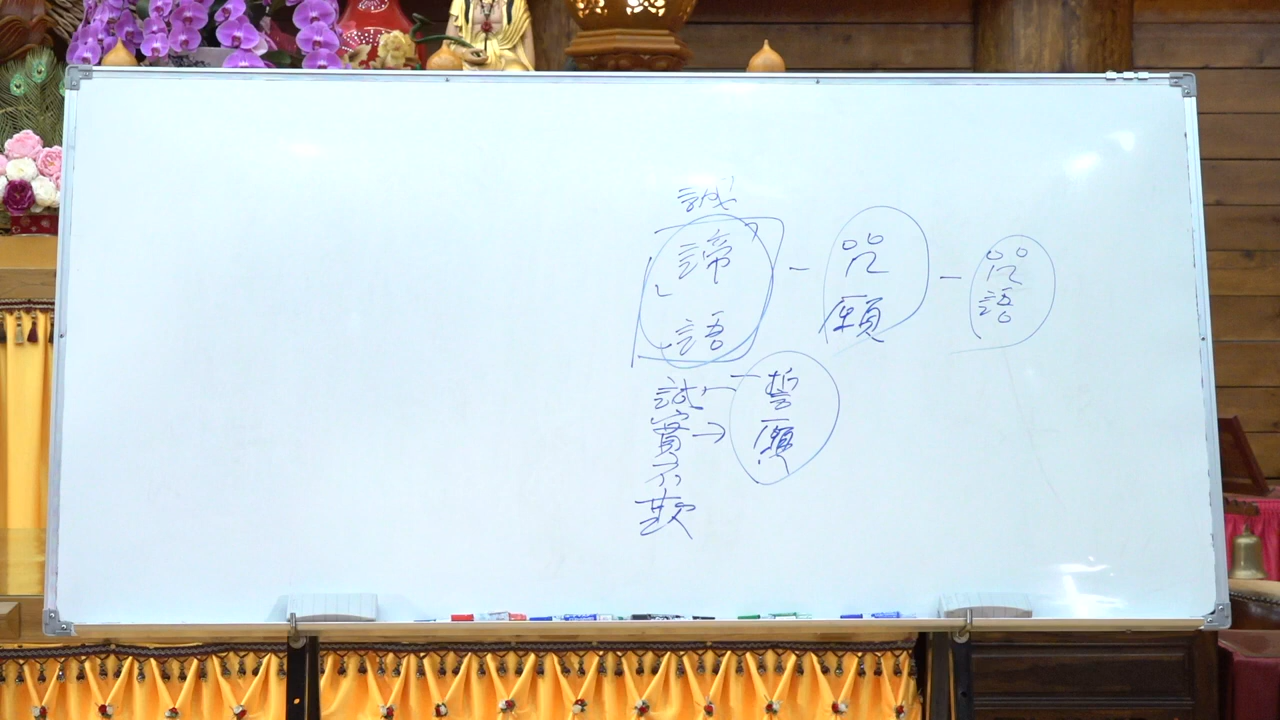 誠
諦語 - 咒願 - 咒語
誠實不欺
誓願